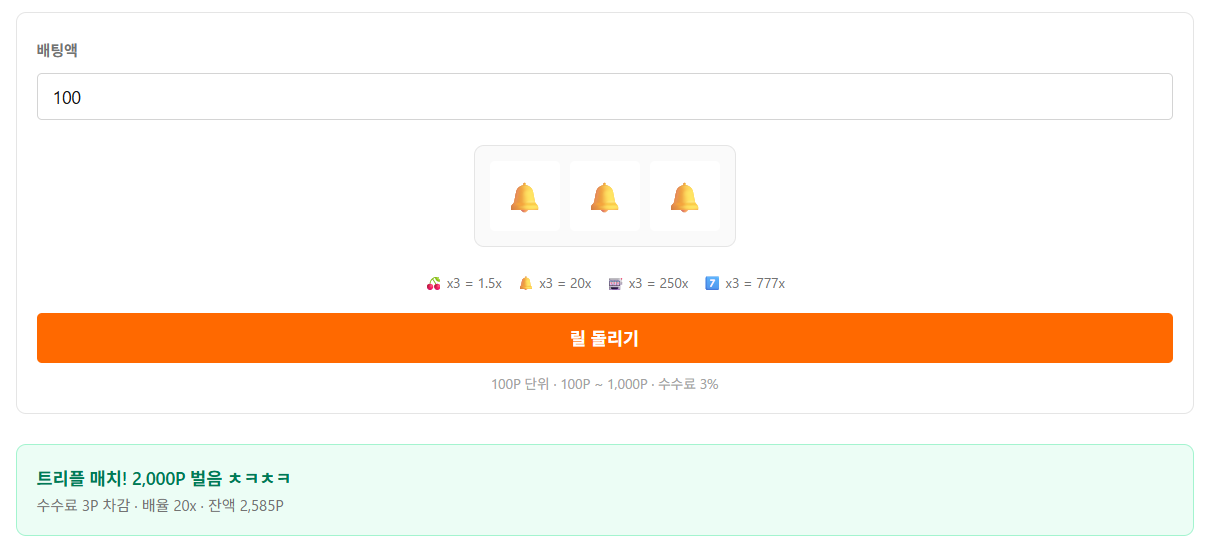 배팅액
100
x3 = 1.5x x3 = 20x x3 = 250x 7 x3 = 777x
릴 돌리기
100P 단위 · 100P ~ 1,000P · 수수료 3%
트리플 매치! 2,000P 벌음 ㅊㅋㅊㅋ
수수료 3P 차감 · 배율 20x · 잔액 2,585P